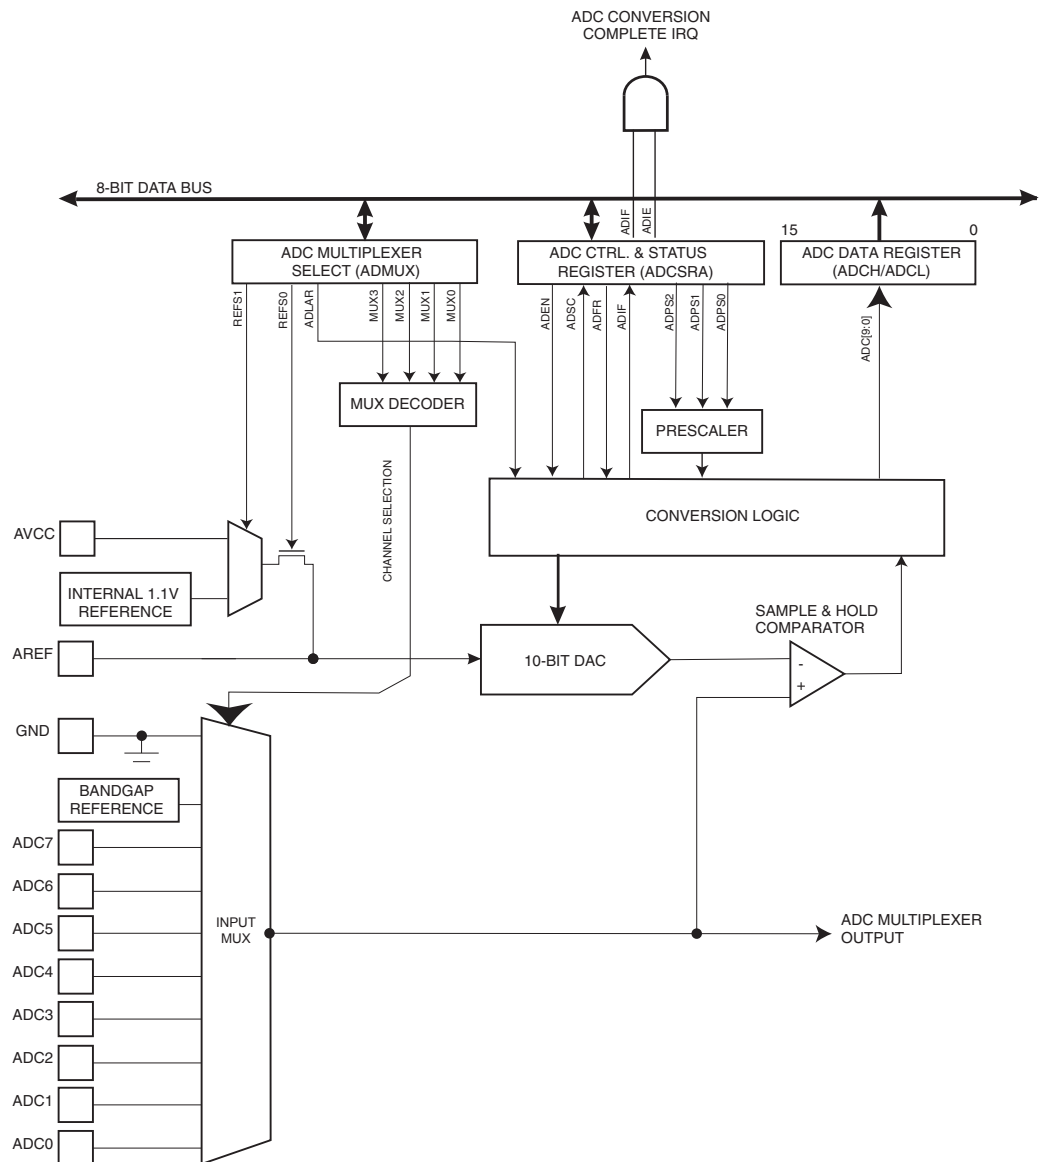 ADC CONVERSION
COMPLETE IRQ
8-BIT DATA BUS
ADIF
ADIE
15
0
ADC MULTIPLEXER
SELECT (ADMUX)
ADC CTRL. & STATUS
REGISTER (ADCSRA)
ADC DATA REGISTER
(ADCH/ADCL)
REFS1
REFS0
ADLAR
MUX3
MUX2
MUX1
MUX0
ADEN
ADSC
ADFR
ADIF
ADPS2
ADPS1
ADPS0
ADC[9:0]
MUX DECODER
PRESCALER
CHANNEL SELECTION
CONVERSION LOGIC
AVCC
INTERNAL 1.1V
REFERENCE
SAMPLE & HOLD
COMPARATOR
AREF
10-BIT DAC
-
+
GND
BANDGAP
REFERENCE
ADC7
ADC6
ADC5
INPUT
MUX
ADC MULTIPLEXER
OUTPUT
ADC4
ADC3
ADC2
ADC1
ADC0